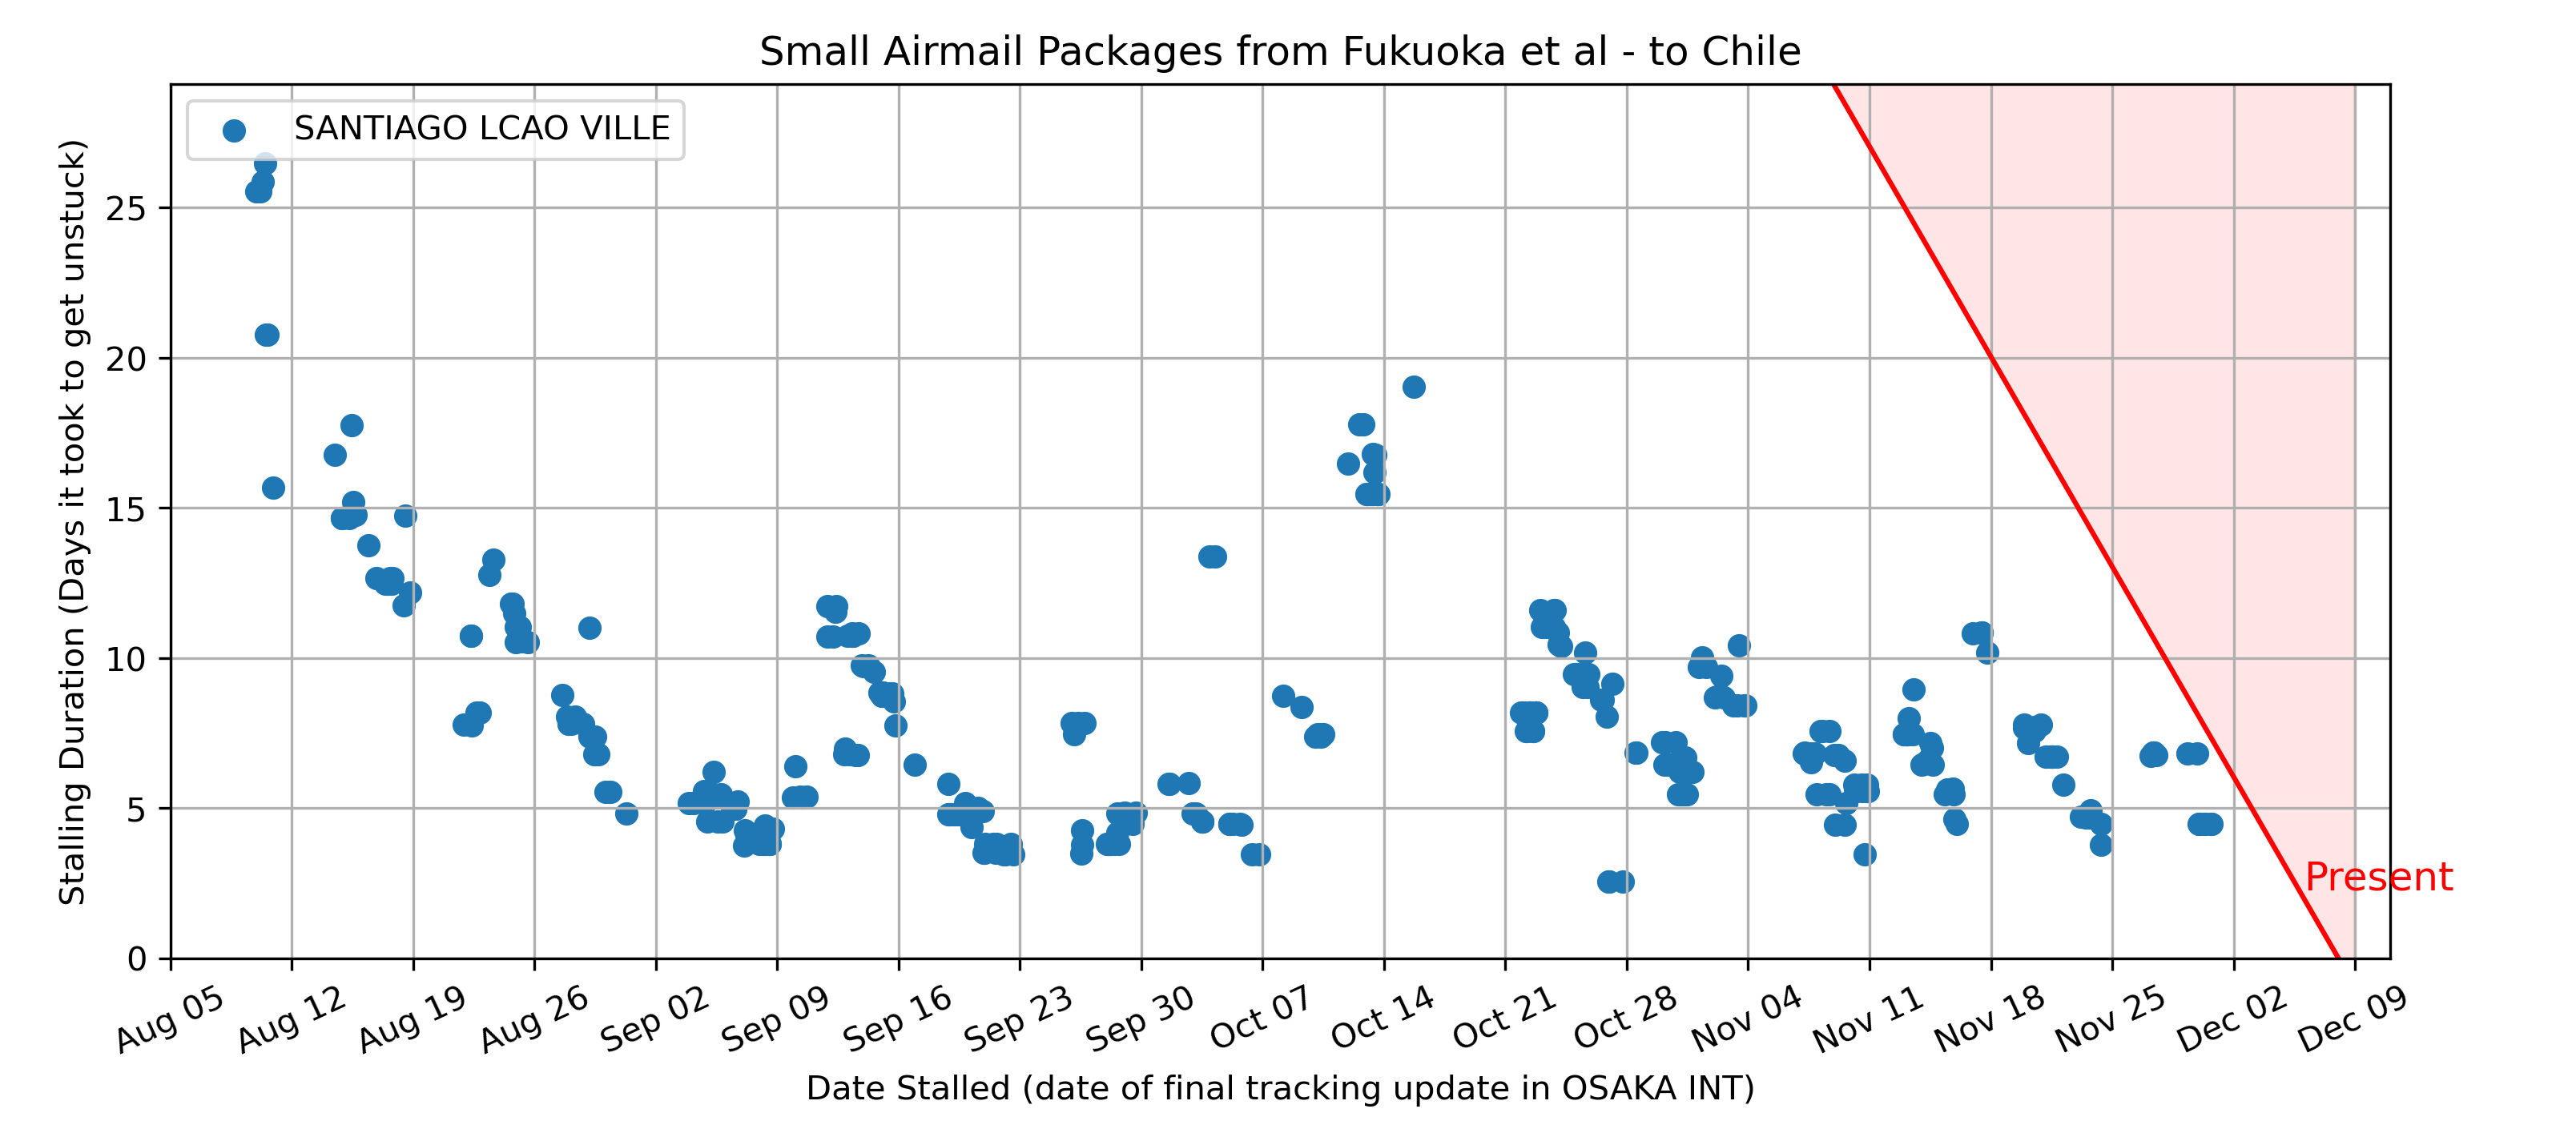 Small Airmail Packages from Fukuoka et al - to Chile
SANTIAGO LCAO VILLE
Stalling Duration (Days it took to get unstuck)
25
20
15
10
5
0
Present
Aug 05
Aug 12
Aug 19
Aug 26
Sep 02
Sep 09
Sep 16
Sep 23
Sep 30
Oct 07
Oct 14
Oct 21
Oct 28
Nov 04
Nov 11
Nov 18
Nov 25
Dec 02
Dec 09
Date Stalled (date of final tracking update in OSAKA INT)